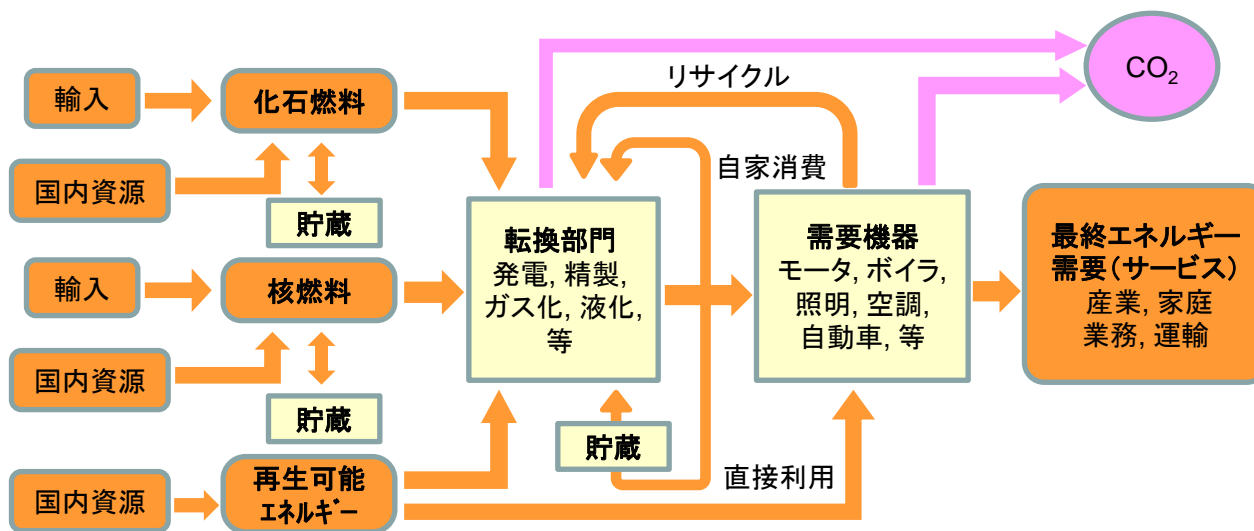 輸入
化石燃料
国内資源
貯蔵
輸入
核燃料
国内資源
貯蔵
国内資源
再生可能
エネルギー
転換部門
発電, 精製,
ガス化, 液化,
等
貯蔵
リサイクル
自家消費
直接利用
需要機器
モータ, ボイラ,
照明, 空調,
自動車, 等
CO₂
最終エネルギー
需要(サービス)
産業, 家庭
業務, 運輸